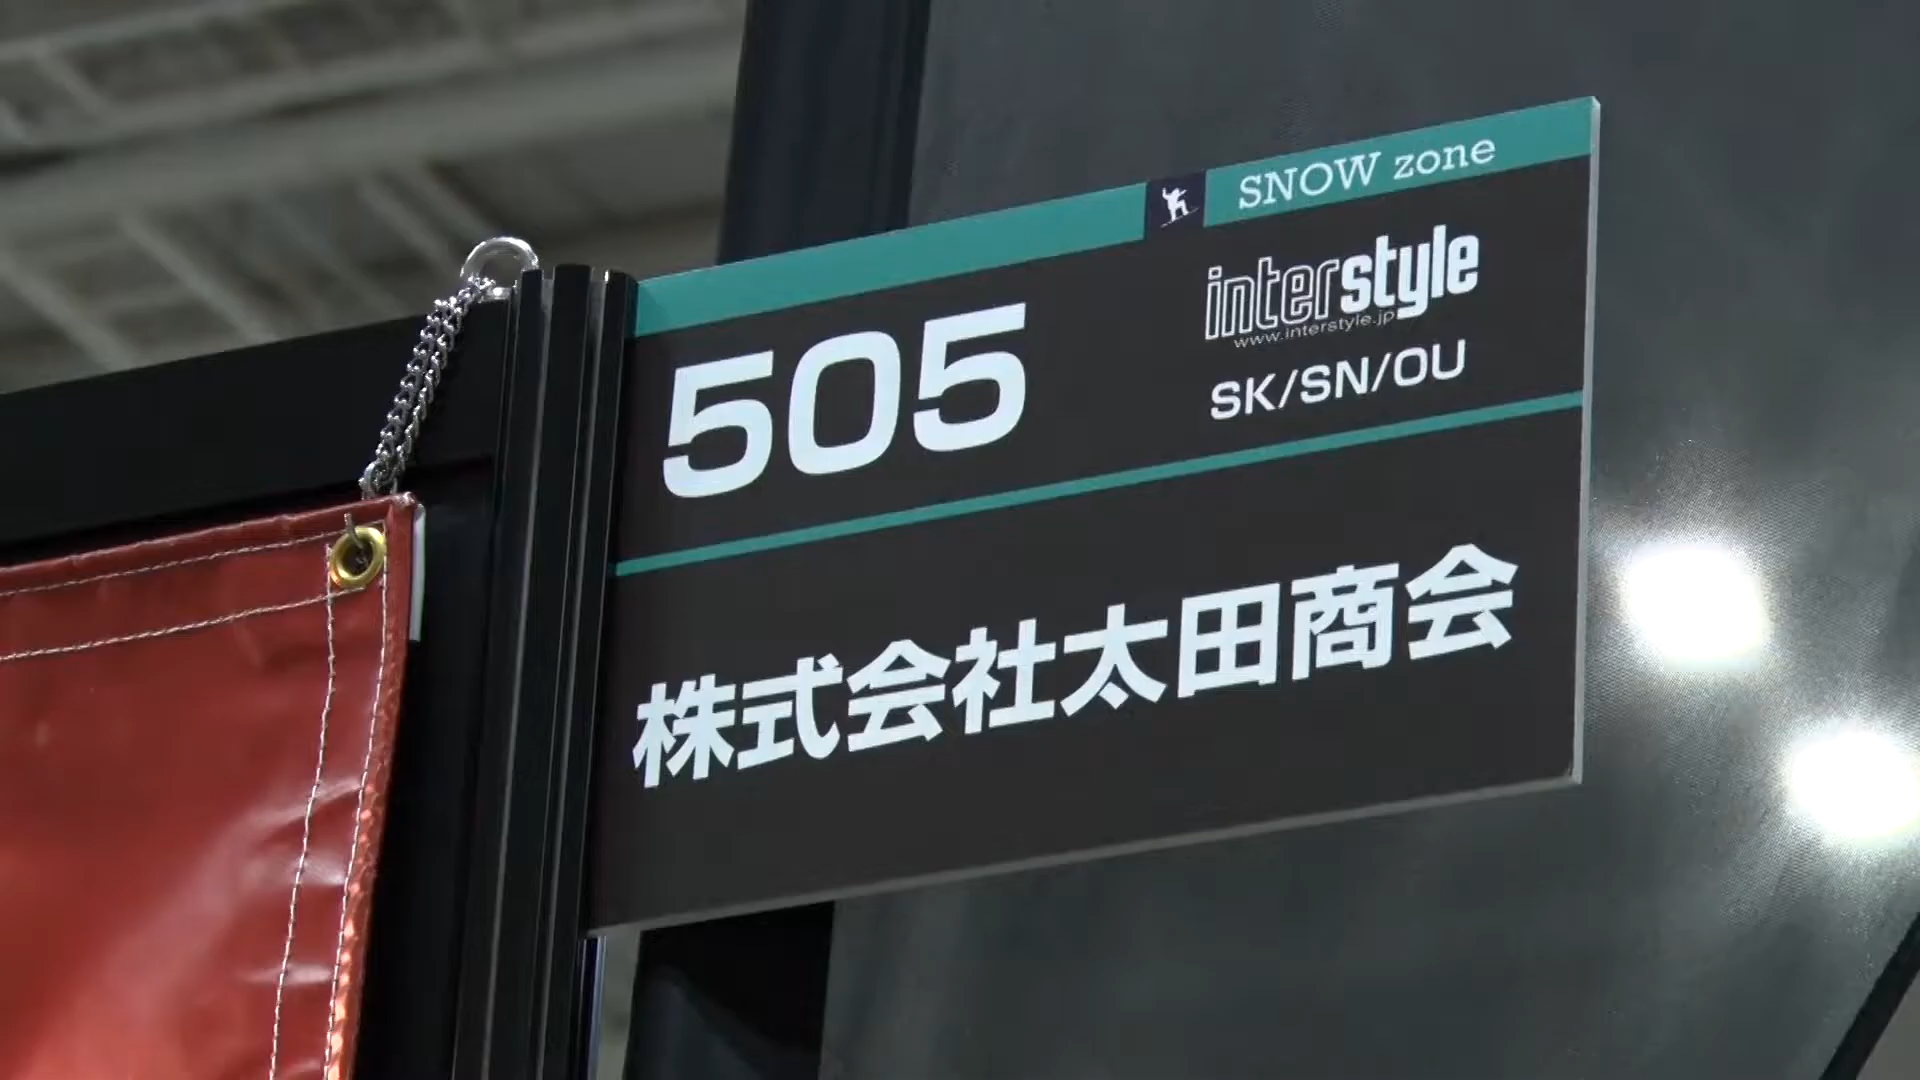 SNOW zone
505
interstyle
www.interstyle.jp
SK/SN/OU
株式会社太田商会